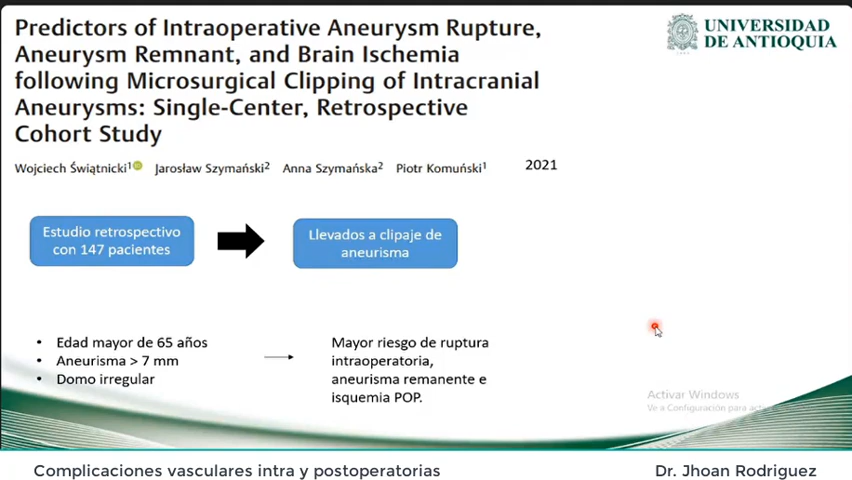 Predictors of Intraoperative Aneurysm Rupture,
Aneurysm Remnant, and Brain Ischemia
following Microsurgical Clipping of Intracranial
Aneurysms: Single-Center, Retrospective
Cohort Study
UNIVERSIDAD
DE ANTIOQUIA
Wojciech Świątnicki¹ Jarosław Szymański² Anna Szymańska² Piotr Komuński¹ 2021
Estudio retrospectivo
con 147 pacientes
Llevados a clipaje de
aneurisma
• Edad mayor de 65 años
• Aneurisma > 7 mm
• Domo irregular
Mayor riesgo de ruptura
intraoperatoria,
aneurisma remanente e
isquemia POP.
Activar Windows
Ve a Configuración para
Complicaciones vasculares intra y postoperatorias
Dr. Jhoan Rodriguez